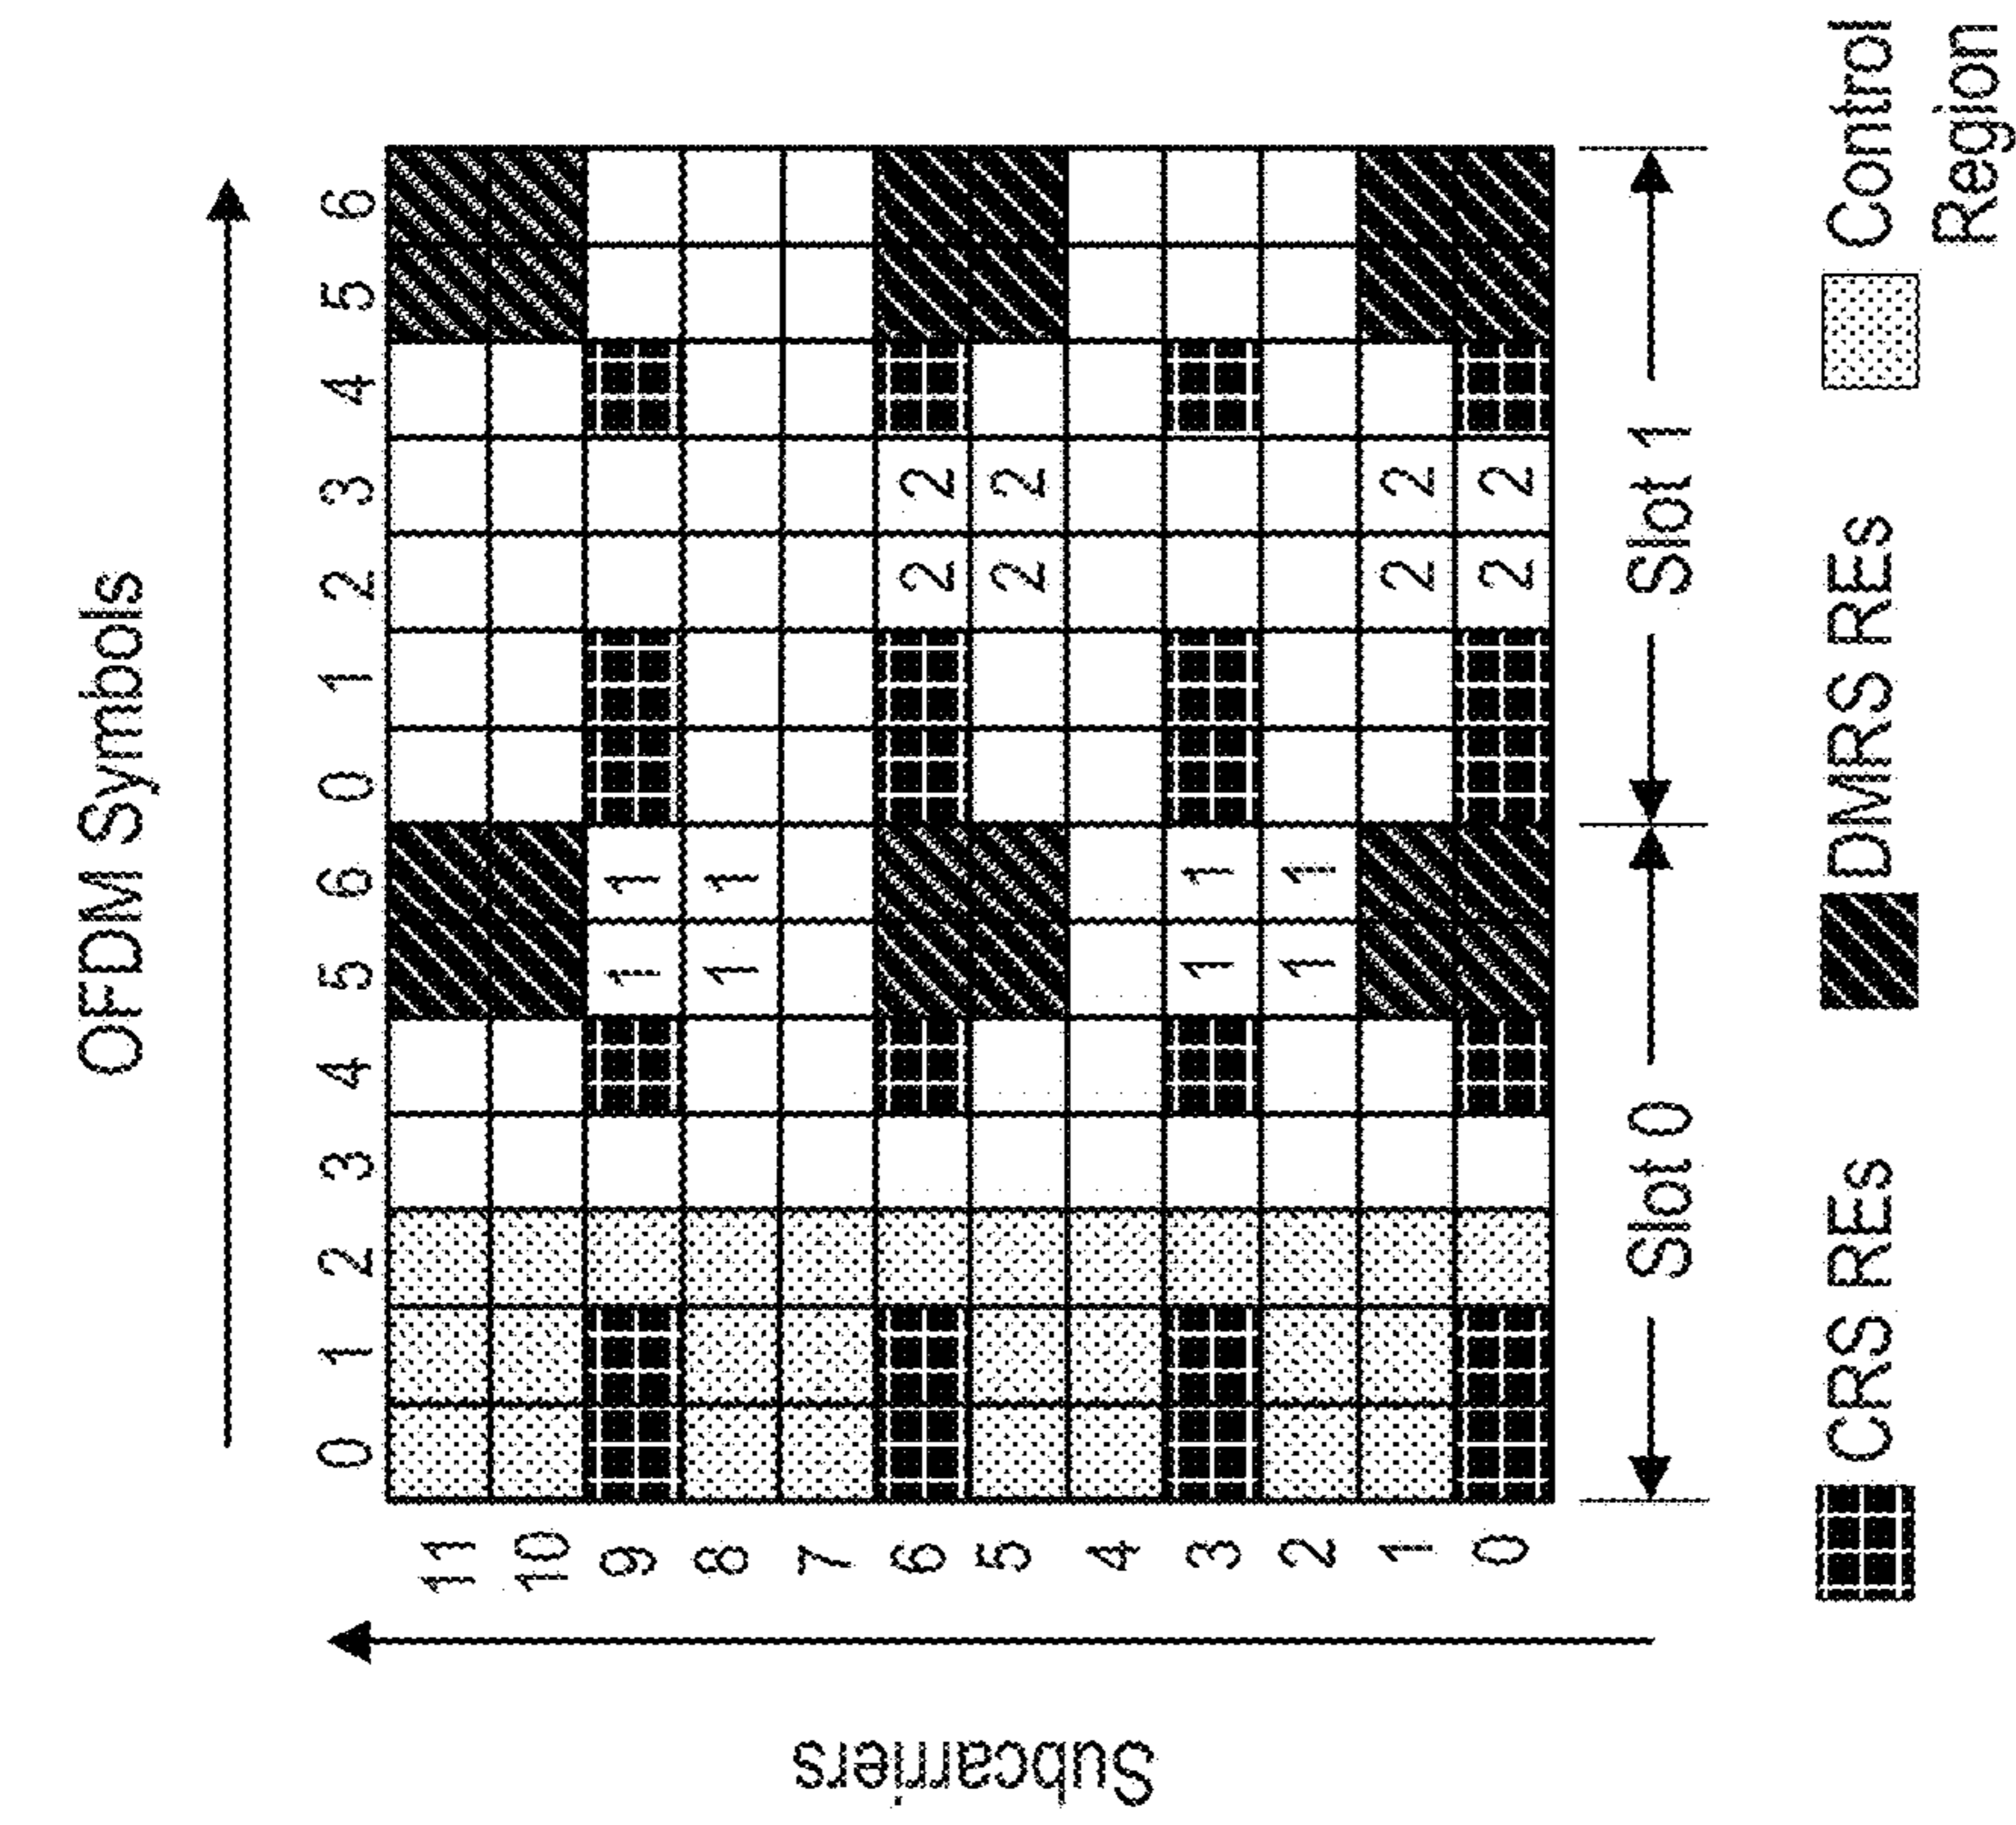 OFDM Symbols
0 1 2 3 4 5 6 0 1 2 3 4 5 6
Subcarriers
11
10
9 1 1
8 1 1
7
6 2 2
5 2 2
4
3 1 1
2 1 1
1 2 2
0 2 2
Slot 0 Slot 1
CRS REs DMRS REs Control
Region